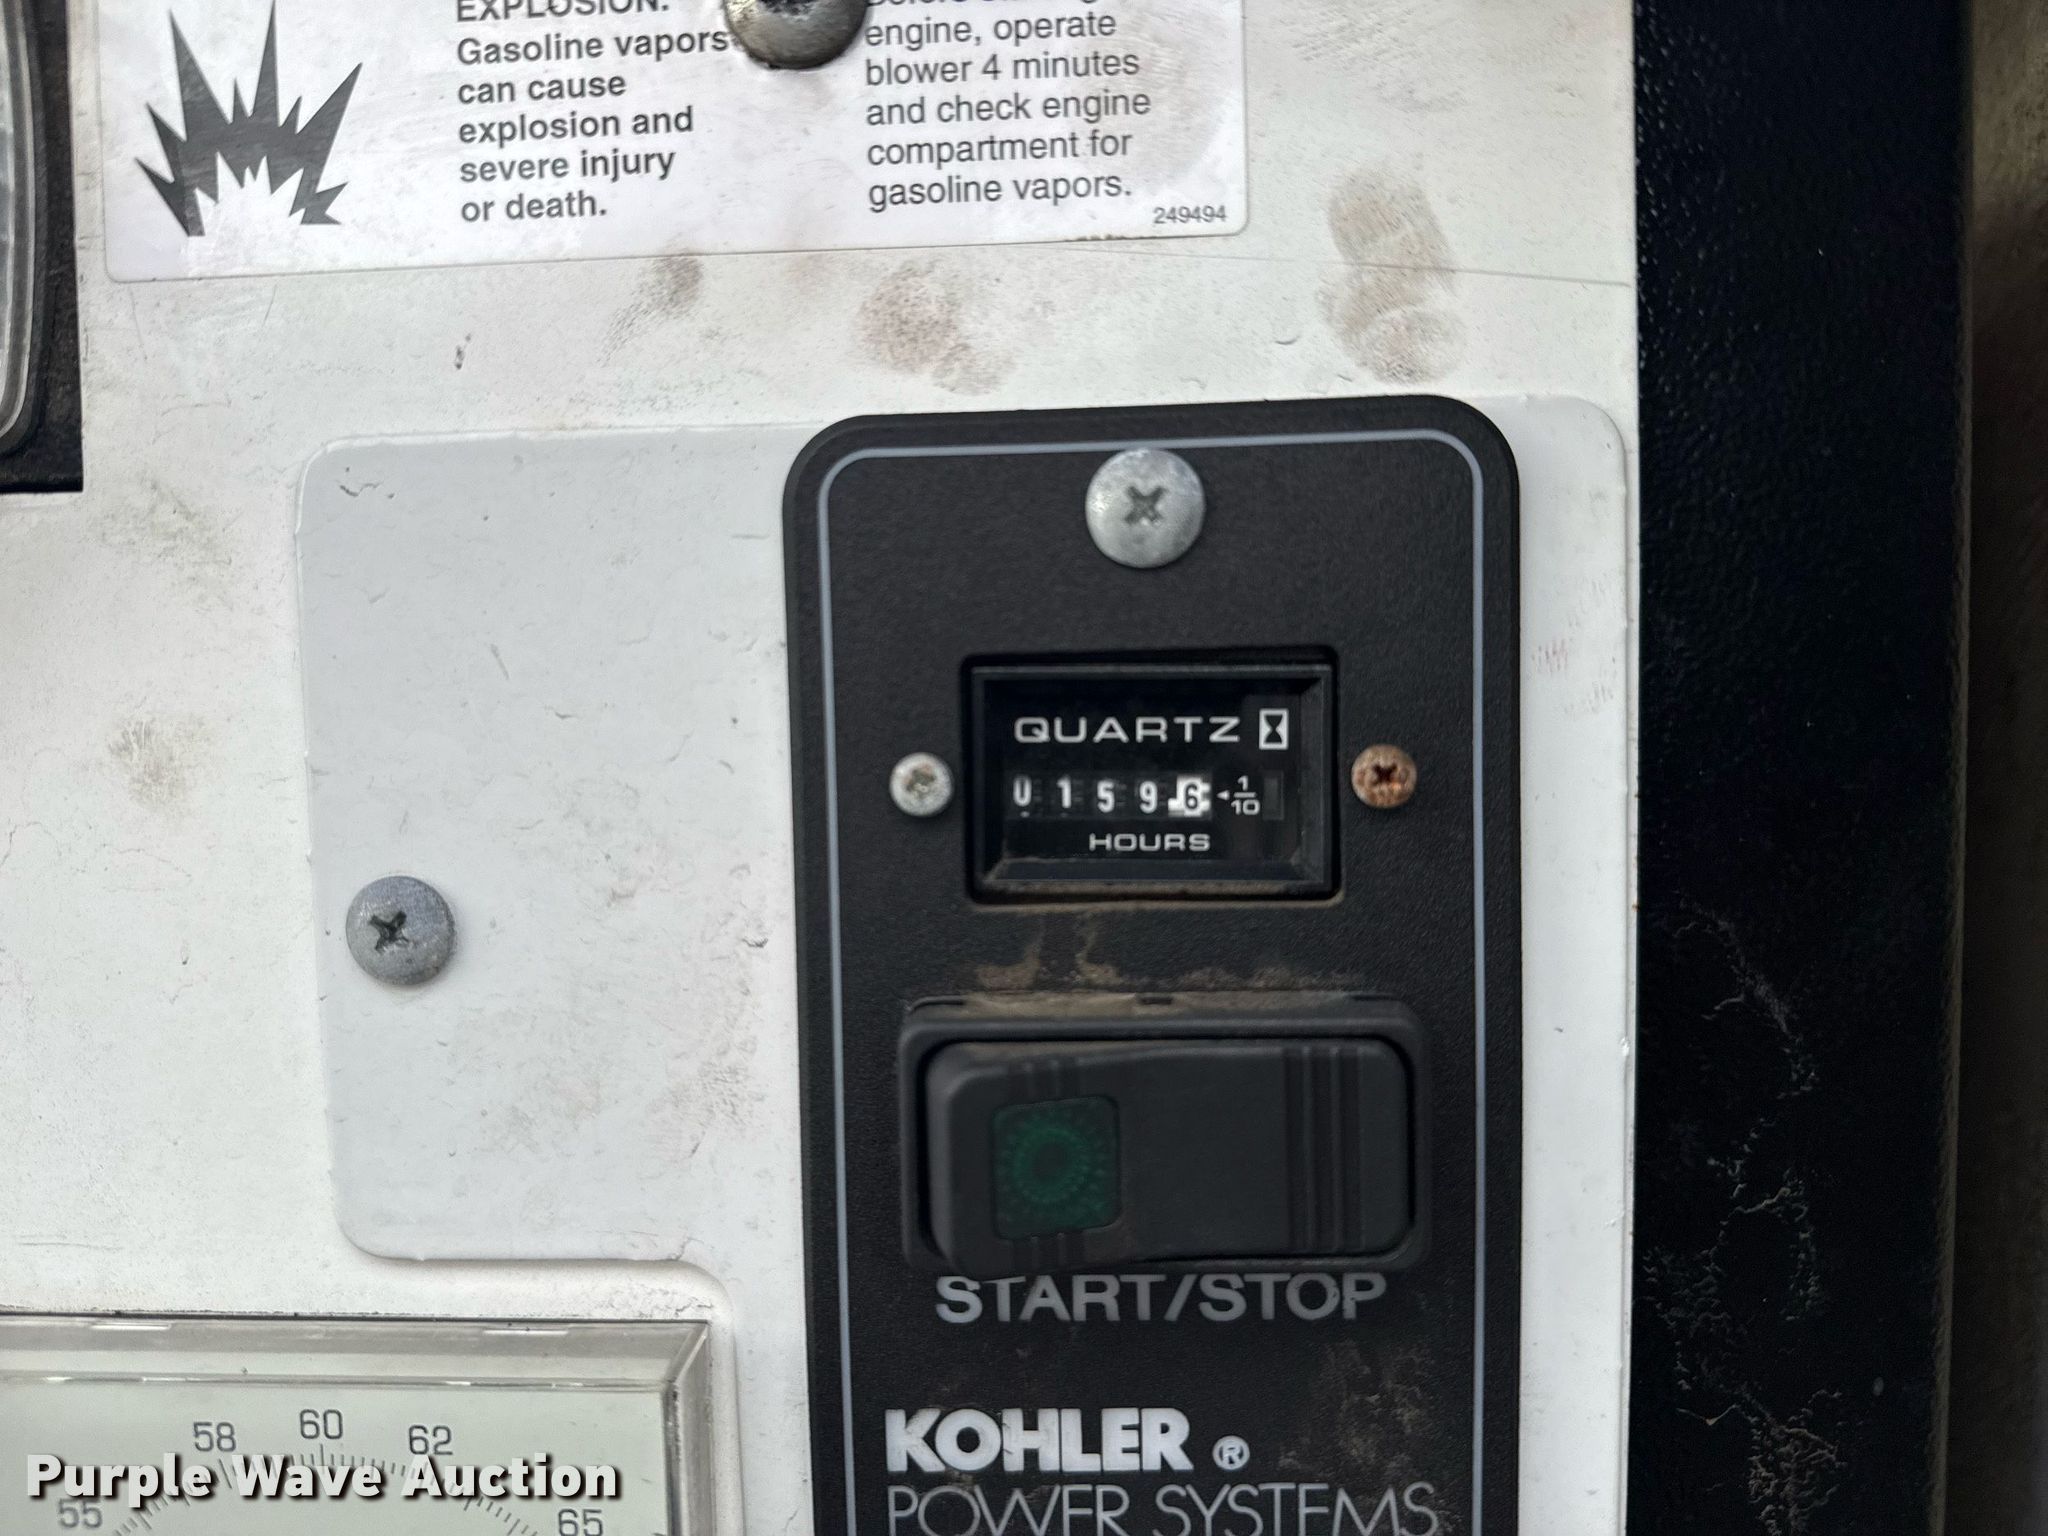 EXPLOSION.
Gasoline vapors
can cause
explosion and
severe injury
or death.
engine, operate
blower 4 minutes
and check engine
compartment for
gasoline vapors.
249494
QUARTZ
0 1 5 9 6 1/10
HOURS
START/STOP
KOHLER®
POWER SYSTEMS
55 58 60 62 65
Purple Wave Auction